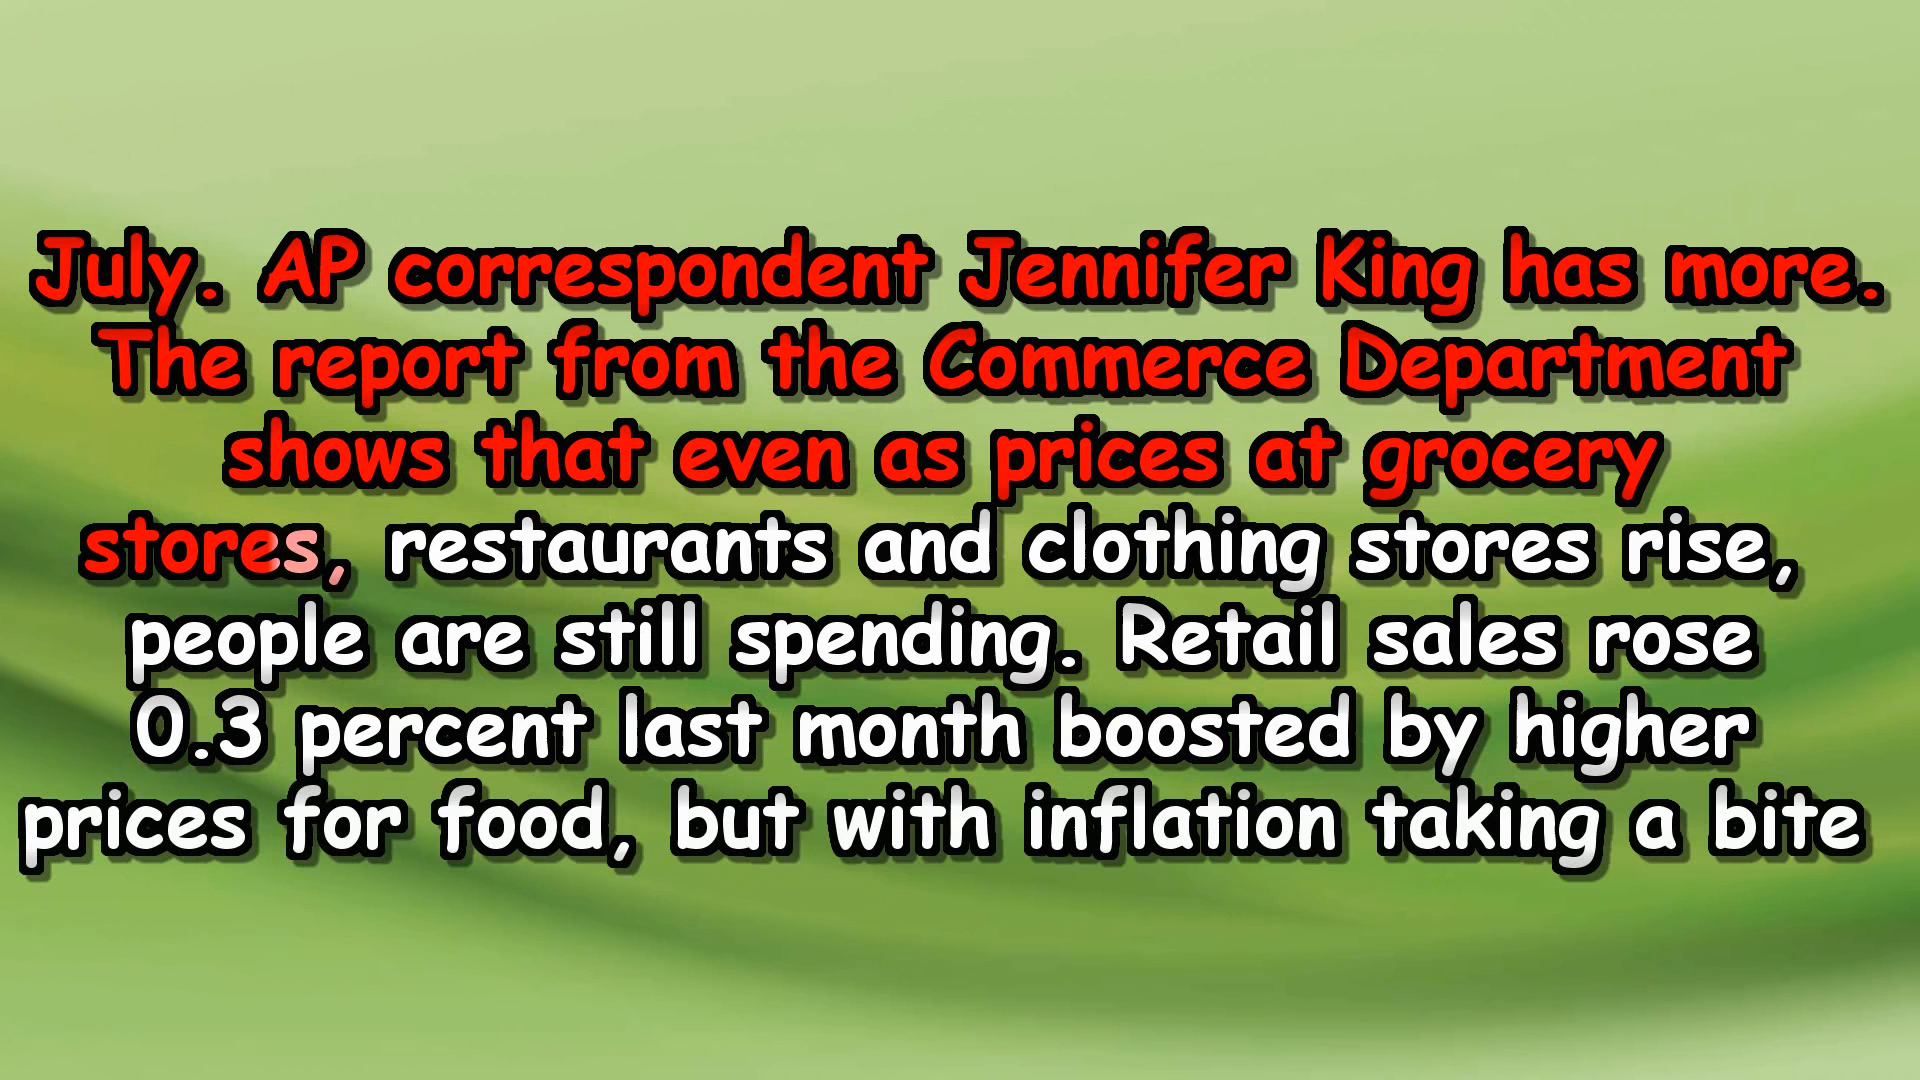 July. AP correspondent Jennifer King has more.
The report from the Commerce Department
shows that even as prices at grocery
stores, restaurants and clothing stores rise,
people are still spending. Retail sales rose
0.3 percent last month boosted by higher
prices for food, but with inflation taking a bite